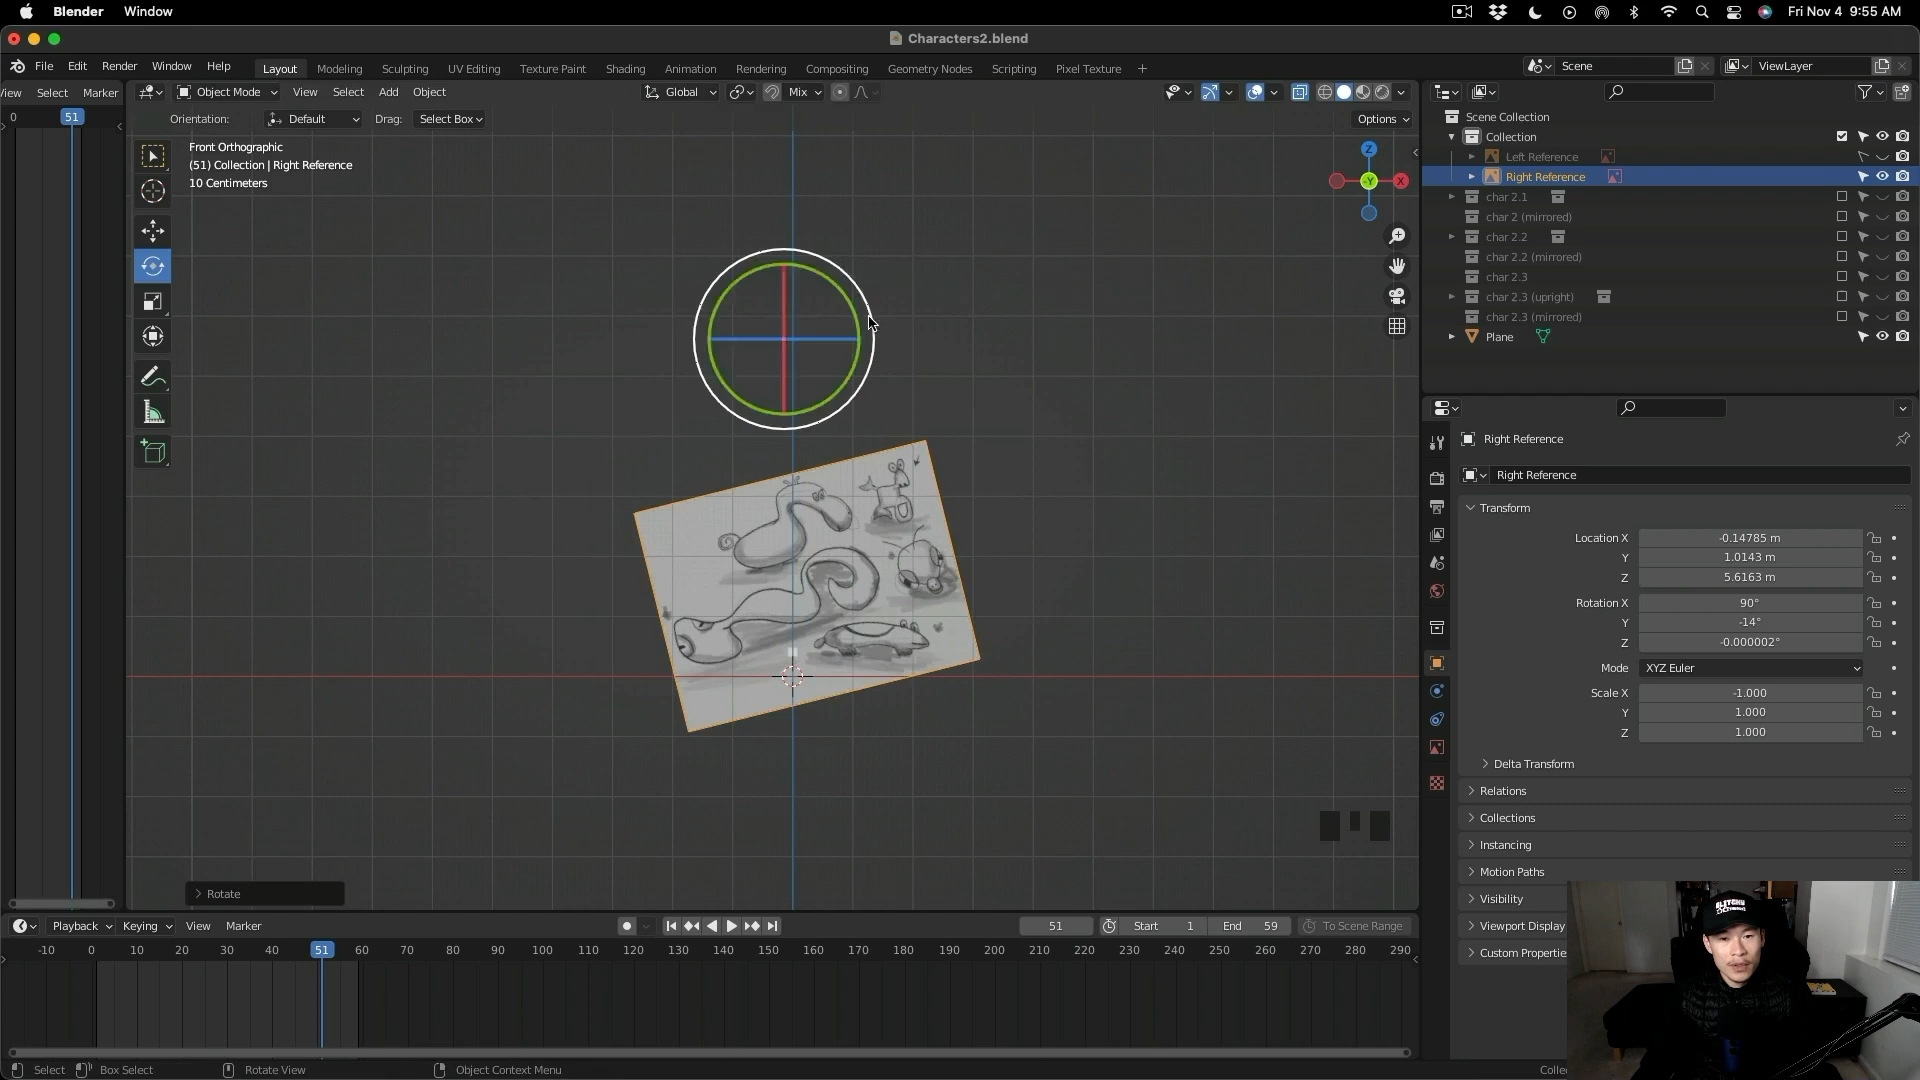 Blender Window Fri Nov 4 9:55 AM
Characters2.blend
File Edit Render Window Help Layout Modeling Sculpting UV Editing Texture Paint Shading Animation Rendering Compositing Geometry Nodes Scripting Pixel Texture + Scene ViewLayer
View Select Marker Object Mode View Select Add Object Global Mix
0 51 Orientation: Default Drag: Select Box Options
Front Orthographic
(51) Collection | Right Reference
10 Centimeters
Z
-Y
X
Scene Collection
Collection
Left Reference
Right Reference
char 2.1
char 2 (mirrored)
char 2.2
char 2.2 (mirrored)
char 2.3
char 2.3 (upright)
char 2.3 (mirrored)
Plane
Right Reference
Right Reference
Transform
Location X -0.14785 m
Y 1.0143 m
Z 5.6163 m
Rotation X 90°
Y -14°
Z -0.000002°
Mode XYZ Euler
Scale X -1.000
Y 1.000
Z 1.000
Delta Transform
Relations
Collections
Instancing
Motion Paths
Visibility
Viewport Display
Custom Propertie
Rotate
Playback Keying View Marker 51 Start 1 End 59 To Scene Range
-10 0 10 20 30 40 51 60 70 80 90 100 110 120 130 140 150 160 170 180 190 200 210 220 230 240 250 260 270 280 290
Select Box Select Rotate View Object Context Menu Colle